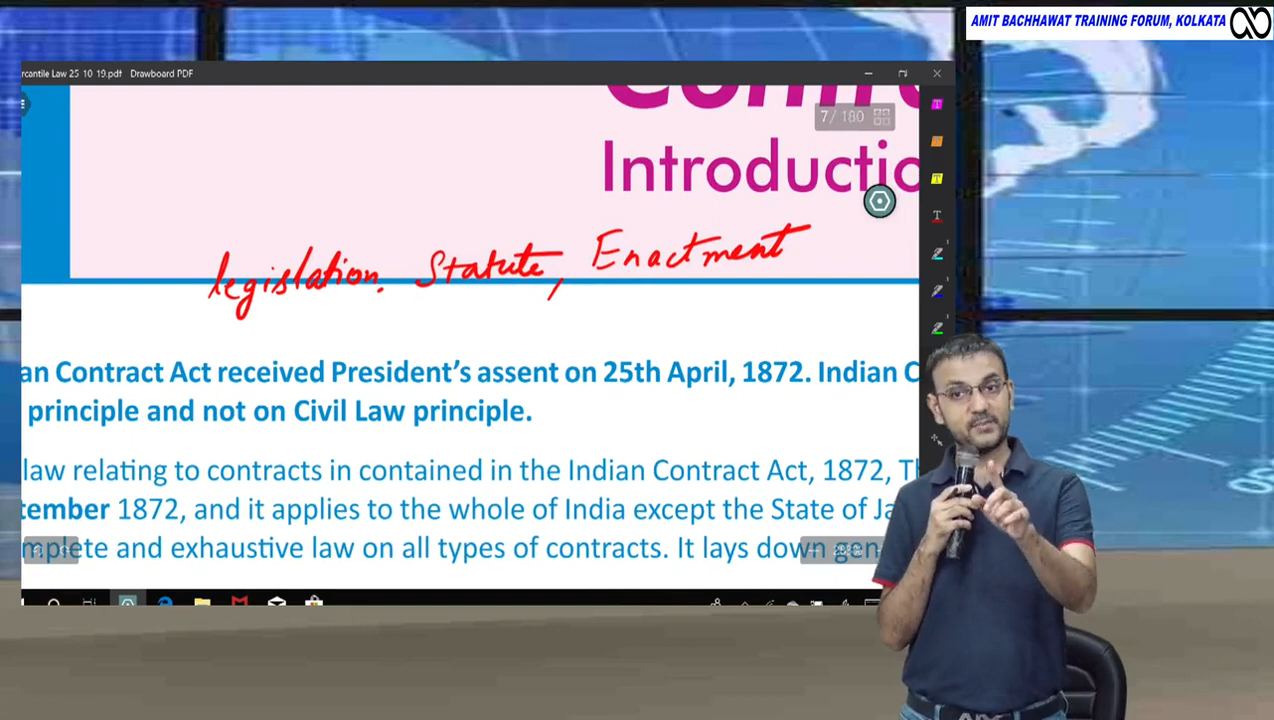 AMIT BACHHAWAT TRAINING FORUM, KOLKATA
rcantile Law 25 10 19.pdf Drawboard PDF
7 / 180
Introductio
legislation. Statute, Enactment
an Contract Act received President's assent on 25th April, 1872. Indian C
principle and not on Civil Law principle.
law relating to contracts in contained in the Indian Contract Act, 1872, Th
tember 1872, and it applies to the whole of India except the State of Ja
mplete and exhaustive law on all types of contracts. It lays down gen